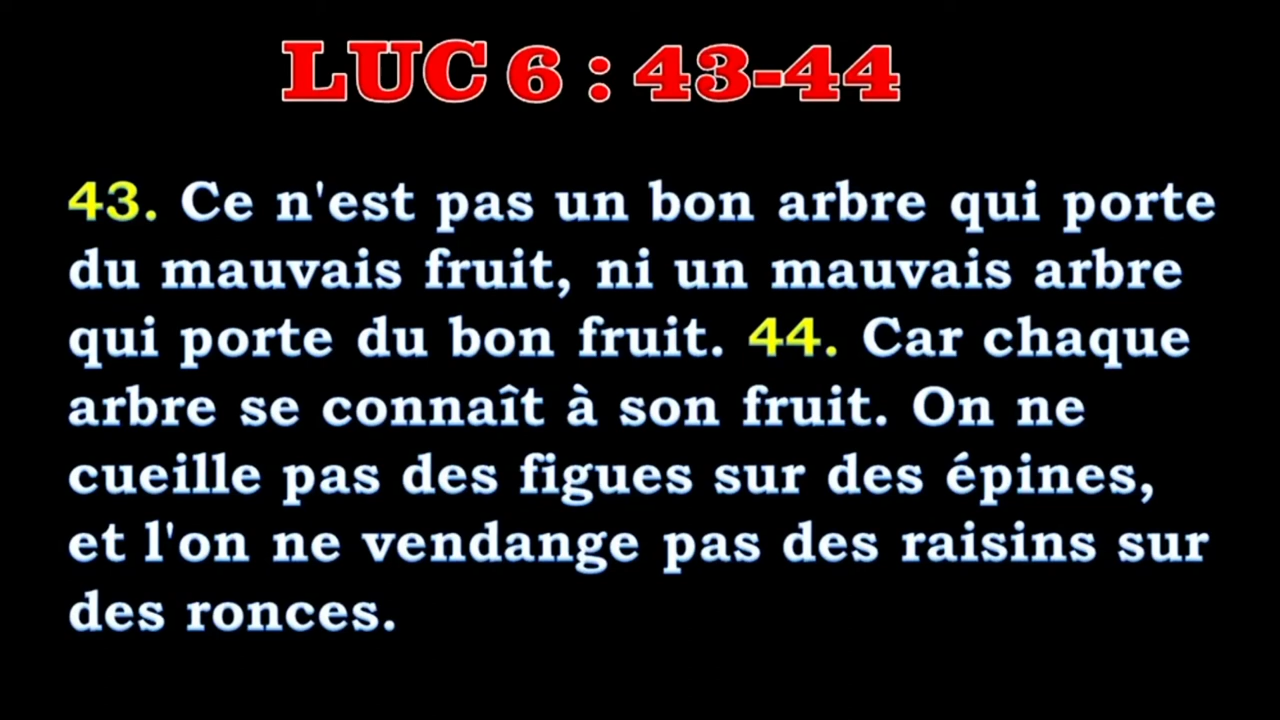 LUC 6 : 43-44
43. Ce n'est pas un bon arbre qui porte
du mauvais fruit, ni un mauvais arbre
qui porte du bon fruit. 44. Car chaque
arbre se connaît à son fruit. On ne
cueille pas des figues sur des épines,
et l'on ne vendange pas des raisins sur
des ronces.